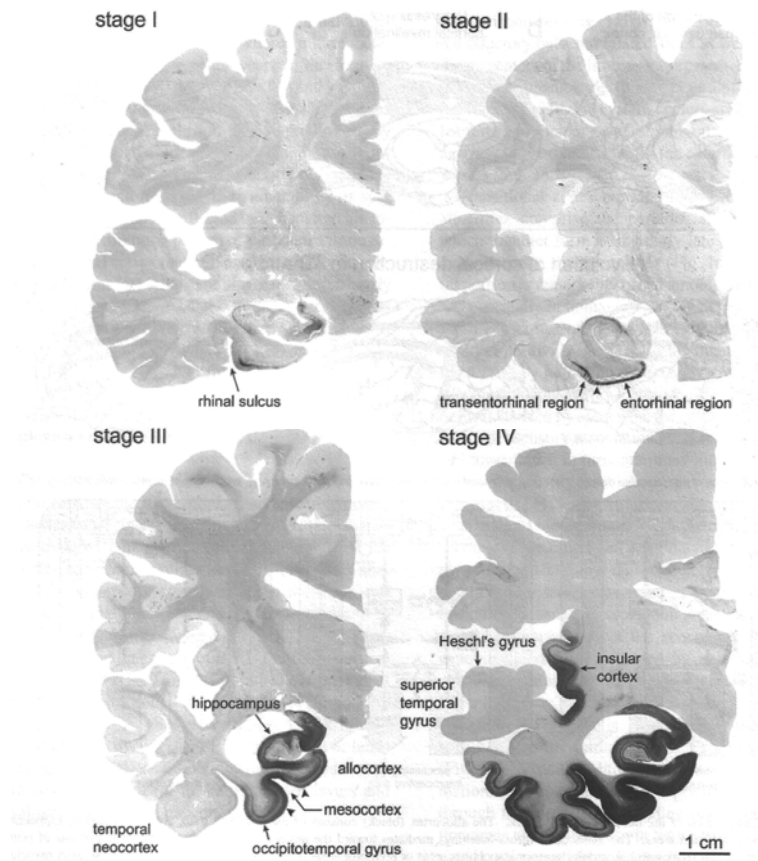 stage I
stage II
rhinal sulcus
transentorhinal region
entorhinal region
stage III
stage IV
Heschl's gyrus
insular
cortex
superior
temporal
gyrus
hippocampus
allocortex
mesocortex
temporal
neocortex
occipitotemporal gyrus
1 cm